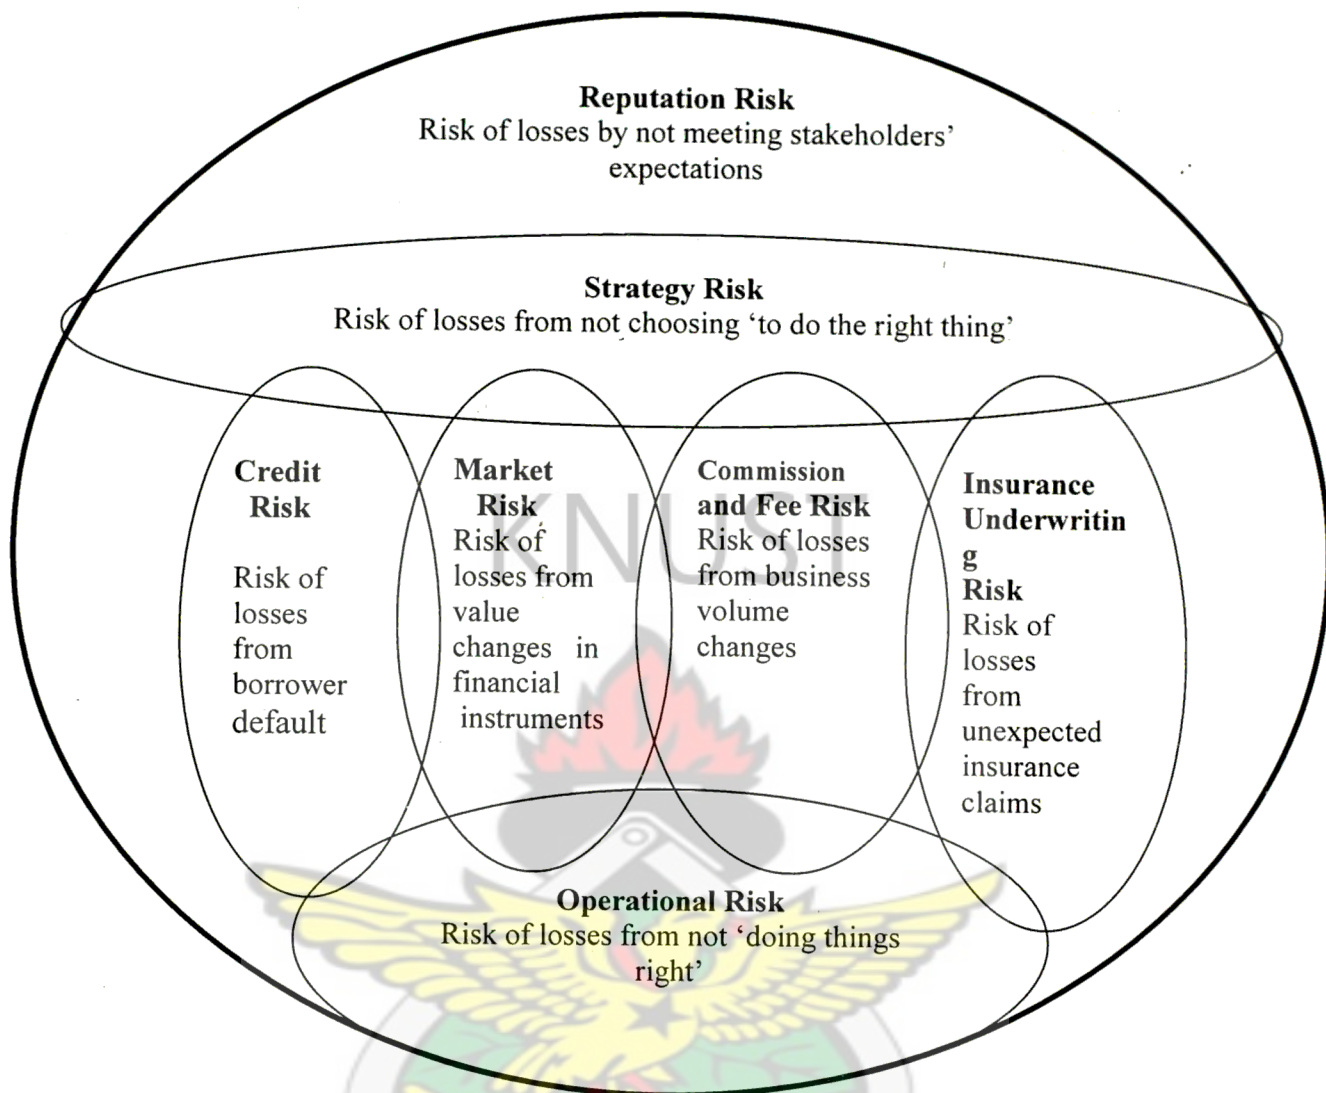 Reputation Risk
Risk of losses by not meeting stakeholders’
expectations
Strategy Risk
Risk of losses from not choosing ‘to do the right thing’
Credit
Risk
Risk of
losses
from
borrower
default
Market
Risk
Risk of
losses from
value
changes in
financial
instruments
Commission
and Fee Risk
Risk of losses
from business
volume
changes
Insurance
Underwritin
g
Risk
Risk of
losses
from
unexpected
insurance
claims
KNUST
Operational Risk
Risk of losses from not ‘doing things
right’